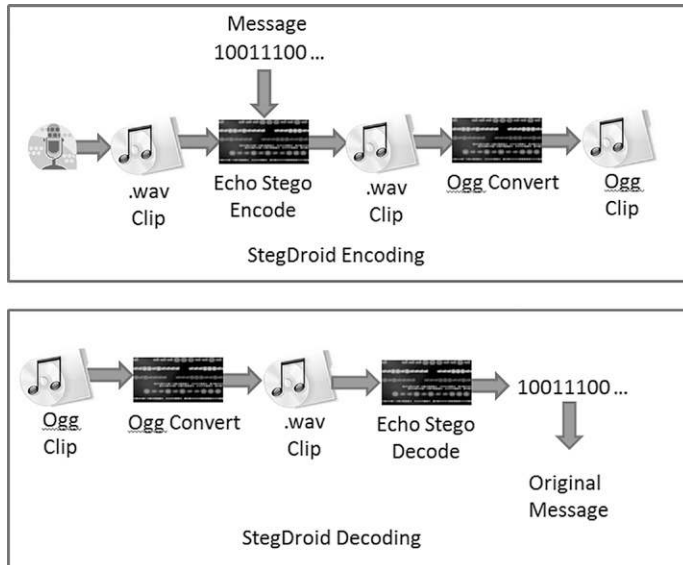 Message
10011100 ...
.wav
Clip
Echo Stego
Encode
.wav
Clip
Ogg Convert
Ogg
Clip
StegDroid Encoding
Ogg
Clip
Ogg Convert
.wav
Clip
Echo Stego
Decode
10011100 ...
Original
Message
StegDroid Decoding